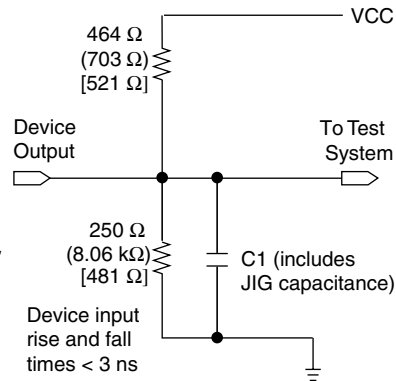 VCC
464 Ω
(703 Ω)
[521 Ω]
Device
Output
To Test
System
250 Ω
(8.06 kΩ)
[481 Ω]
C1 (includes
JIG capacitance)
Device input
rise and fall
times < 3 ns